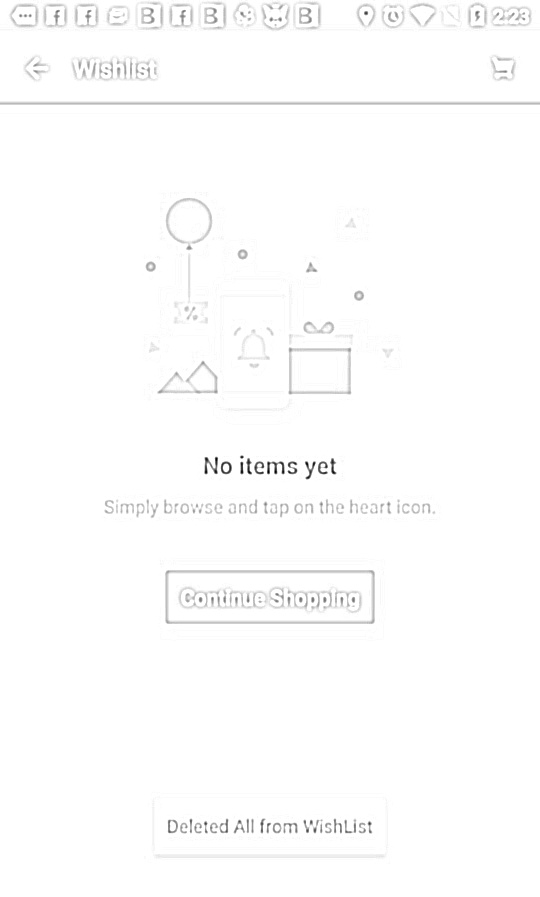 2:23
Wishlist
%
No items yet
Simply browse and tap on the heart icon.
Continue Shopping
Deleted All from WishList